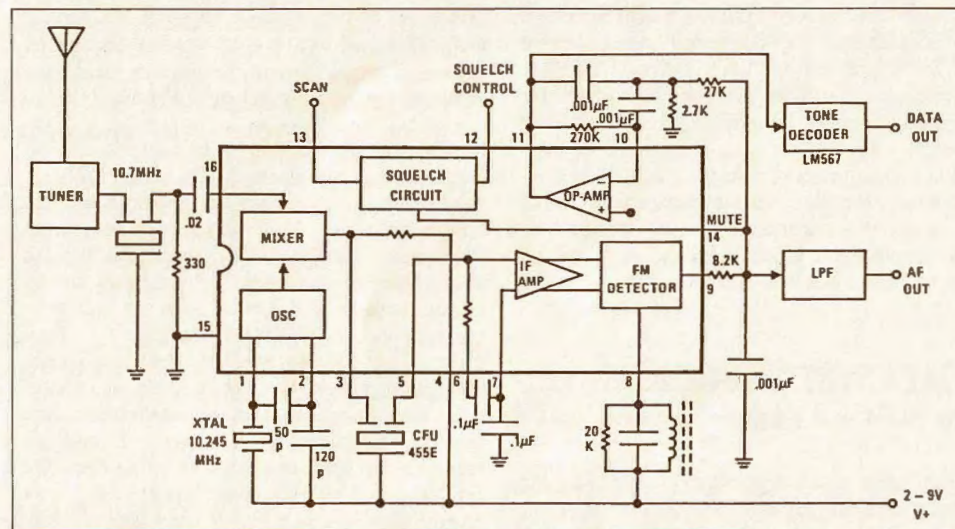 SCAN
SQUELCH
CONTROL
.001µF
.001µF
27K
2.7K
13
12
11
270K
10
TONE
DECODER
LM567
DATA
OUT
TUNER
10.7MHz
16
.02
330
15
SQUELCH
CIRCUIT
MIXER
OSC
OP-AMP
−
+
IF
AMP
FM
DETECTOR
MUTE
14
8.2K
9
LPF
AF
OUT
.001µF
1
2
3
5
4
6
7
8
XTAL
10.245
MHz
50
P
120
P
CFU
455E
.1µF
.1µF
20
K
2 – 9V
V+